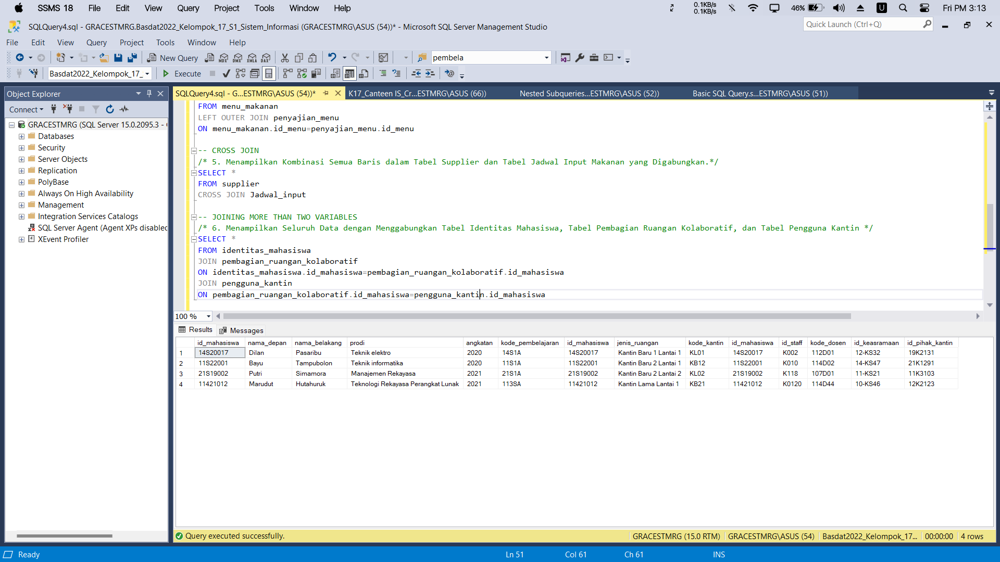 SSMS 18 File Edit View Query Project Tools Window Help 0.1KB/s 0.1KB/s 46% U Fri PM 3:13
SQLQuery4.sql - GRACESTMRG.Basdat2022_Kelompok_17_S1_Sistem_Informasi (GRACESTMRG\ASUS (54))* - Microsoft SQL Server Management Studio
Quick Launch (Ctrl+Q)
File Edit View Query Project Tools Window Help
New Query MDX DMX XMLA DAX pembela
Basdat2022_Kelompok_17_ Execute
Object Explorer
SQLQuery4.sql - G...ESTMRG\ASUS (54))* K17_Canteen IS_Cr...ESTMRG\ASUS (66)) Nested Subqueries...ESTMRG\ASUS (52)) Basic SQL Query.s...ESTMRG\ASUS (51))
Connect
GRACESTMRG (SQL Server 15.0.2095.3 -
Databases
Security
Server Objects
Replication
PolyBase
Always On High Availability
Management
Integration Services Catalogs
SQL Server Agent (Agent XPs disabled
XEvent Profiler
FROM menu_makanan
LEFT OUTER JOIN penyajian_menu
ON menu_makanan.id_menu=penyajian_menu.id_menu
-- CROSS JOIN
/* 5. Menampilkan Kombinasi Semua Baris dalam Tabel Supplier dan Tabel Jadwal Input Makanan yang Digabungkan.*/
SELECT *
FROM supplier
CROSS JOIN Jadwal_input
-- JOINING MORE THAN TWO VARIABLES
/* 6. Menampilkan Seluruh Data dengan Menggabungkan Tabel Identitas Mahasiswa, Tabel Pembagian Ruangan Kolaboratif, dan Tabel Pengguna Kantin */
SELECT *
FROM identitas_mahasiswa
JOIN pembagian_ruangan_kolaboratif
ON identitas_mahasiswa.id_mahasiswa=pembagian_ruangan_kolaboratif.id_mahasiswa
JOIN pengguna_kantin
ON pembagian_ruangan_kolaboratif.id_mahasiswa=pengguna_kantin.id_mahasiswa
100 %
Results Messages
id_mahasiswa nama_depan nama_belakang prodi angkatan kode_pembelajaran id_mahasiswa jenis_ruangan kode_kantin id_mahasiswa id_staff kode_dosen id_keasramaan id_pihak_kantin
1 14S20017 Dilan Pasaribu Teknik elektro 2020 14S1A 14S20017 Kantin Baru 1 Lantai 1 KL01 14S20017 K002 112D01 12-KS32 19K2131
2 11S22001 Bayu Tampubolon Teknik informatika 2020 11S1A 11S22001 Kantin Baru 2 Lantai 1 KB12 11S22001 K010 114D02 14-KS47 21K1291
3 21S19002 Putri Simamora Manajemen Rekayasa 2021 21S1A 21S19002 Kantin Baru 2 Lantai 2 KL02 21S19002 K118 107D01 11-KS21 11K3103
4 11421012 Marudut Hutahuruk Teknologi Rekayasa Perangkat Lunak 2021 113SA 11421012 Kantin Lama Lantai 1 KB21 11421012 K0120 114D44 10-KS46 12K2123
Query executed successfully. GRACESTMRG (15.0 RTM) GRACESTMRG\ASUS (54) Basdat2022_Kelompok_17... 00:00:00 4 rows
Ready Ln 51 Col 61 Ch 61 INS